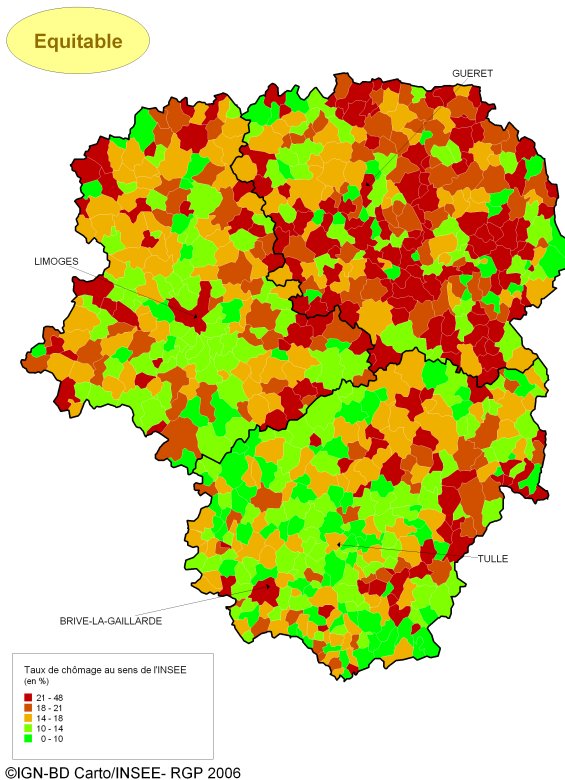 Equitable
GUERET
LIMOGES
TULLE
BRIVE-LA-GAILLARDE
Taux de chômage au sens de l'INSEE
(en %)
21 - 48
18 - 21
14 - 18
10 - 14
0 - 10
©IGN-BD Carto/INSEE- RGP 2006